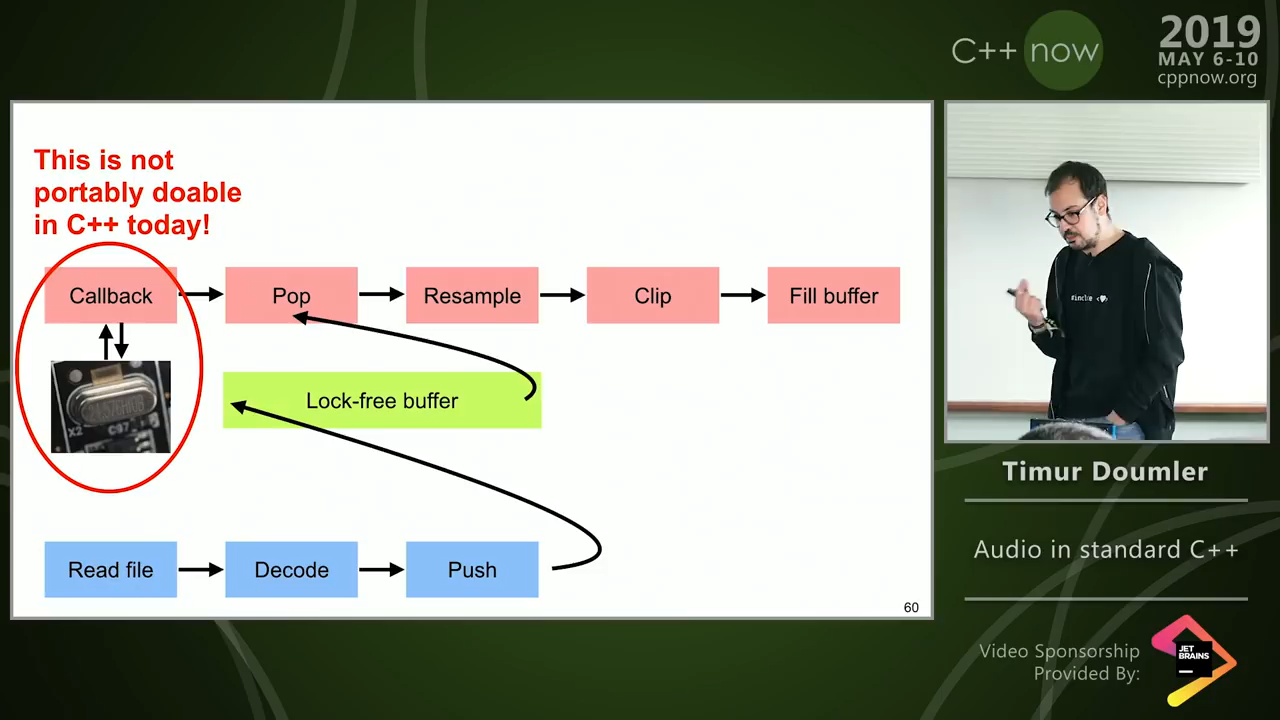 C++ now
2019
MAY 6-10
cppnow.org
This is not
portably doable
in C++ today!
Callback
Pop
Resample
Clip
Fill buffer
X2
Lock-free buffer
Read file
Decode
Push
60
Timur Doumler
Audio in standard C++
Video Sponsorship
Provided By:
JET
BRAINS